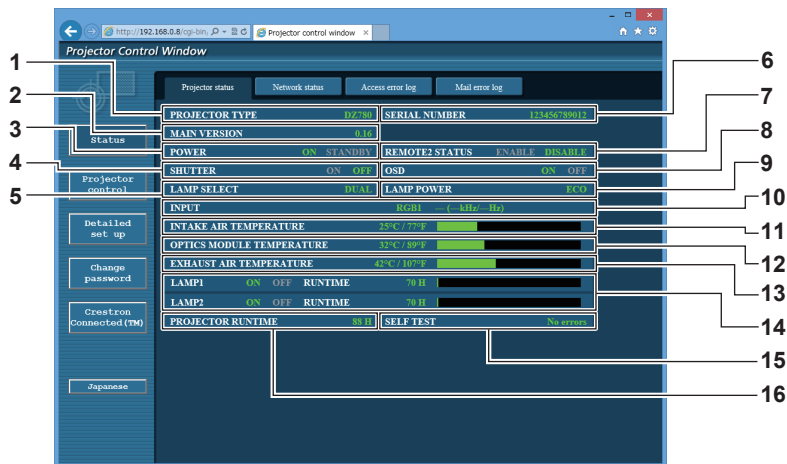 http://192.168.0.8/cgi-bin,
Projector control window
Projector Control Window
Projector status Network status Access error log Mail error log
Status
Projector control
Detailed set up
Change password
Crestron Connected(TM)
Japanese
PROJECTOR TYPE DZ780 SERIAL NUMBER 123456789012
MAIN VERSION 0.16
POWER ON STANDBY REMOTE2 STATUS ENABLE DISABLE
SHUTTER ON OFF OSD ON OFF
LAMP SELECT DUAL LAMP POWER ECO
INPUT RGB1 --- (---kHz/---Hz)
INTAKE AIR TEMPERATURE 25°C / 77°F
OPTICS MODULE TEMPERATURE 32°C / 89°F
EXHAUST AIR TEMPERATURE 42°C / 107°F
LAMP1 ON OFF RUNTIME 70 H
LAMP2 ON OFF RUNTIME 70 H
PROJECTOR RUNTIME 88 H SELF TEST No errors
1
2
3
4
5
6
7
8
9
10
11
12
13
14
15
16